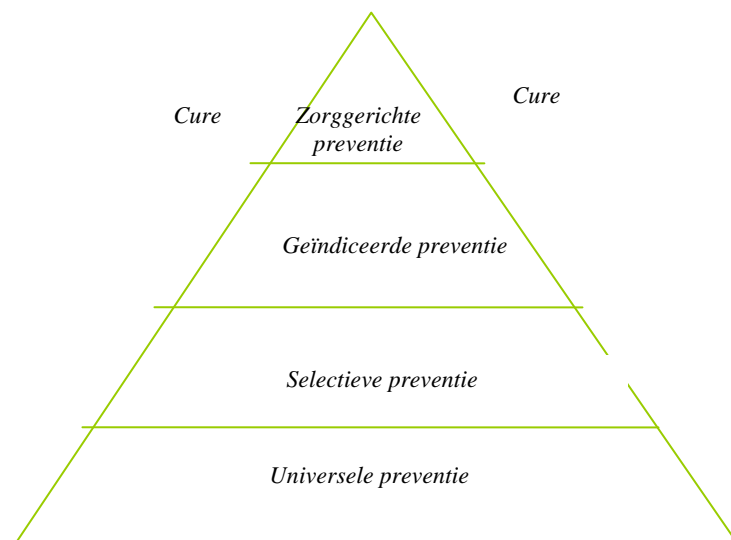 Cure
Zorggerichte
preventie
Cure
Geïndiceerde preventie
Selectieve preventie
Universele preventie